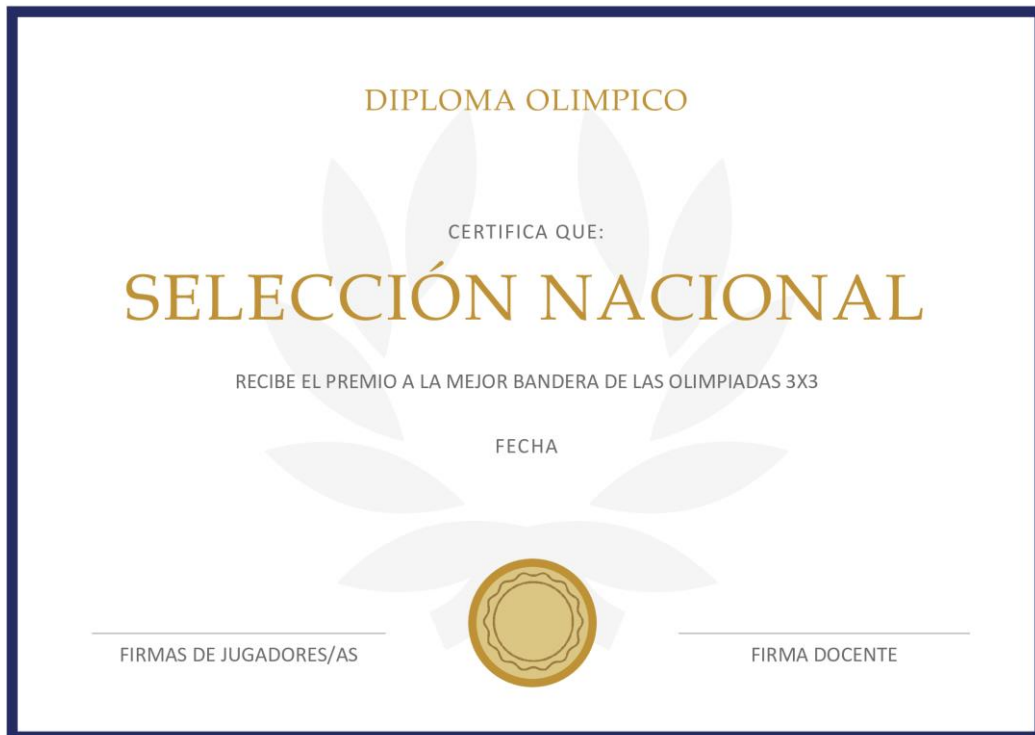 DIPLOMA OLIMPICO
CERTIFICA QUE:
SELECCIÓN NACIONAL
RECIBE EL PREMIO A LA MEJOR BANDERA DE LAS OLIMPIADAS 3X3
FECHA
FIRMAS DE JUGADORES/AS
FIRMA DOCENTE